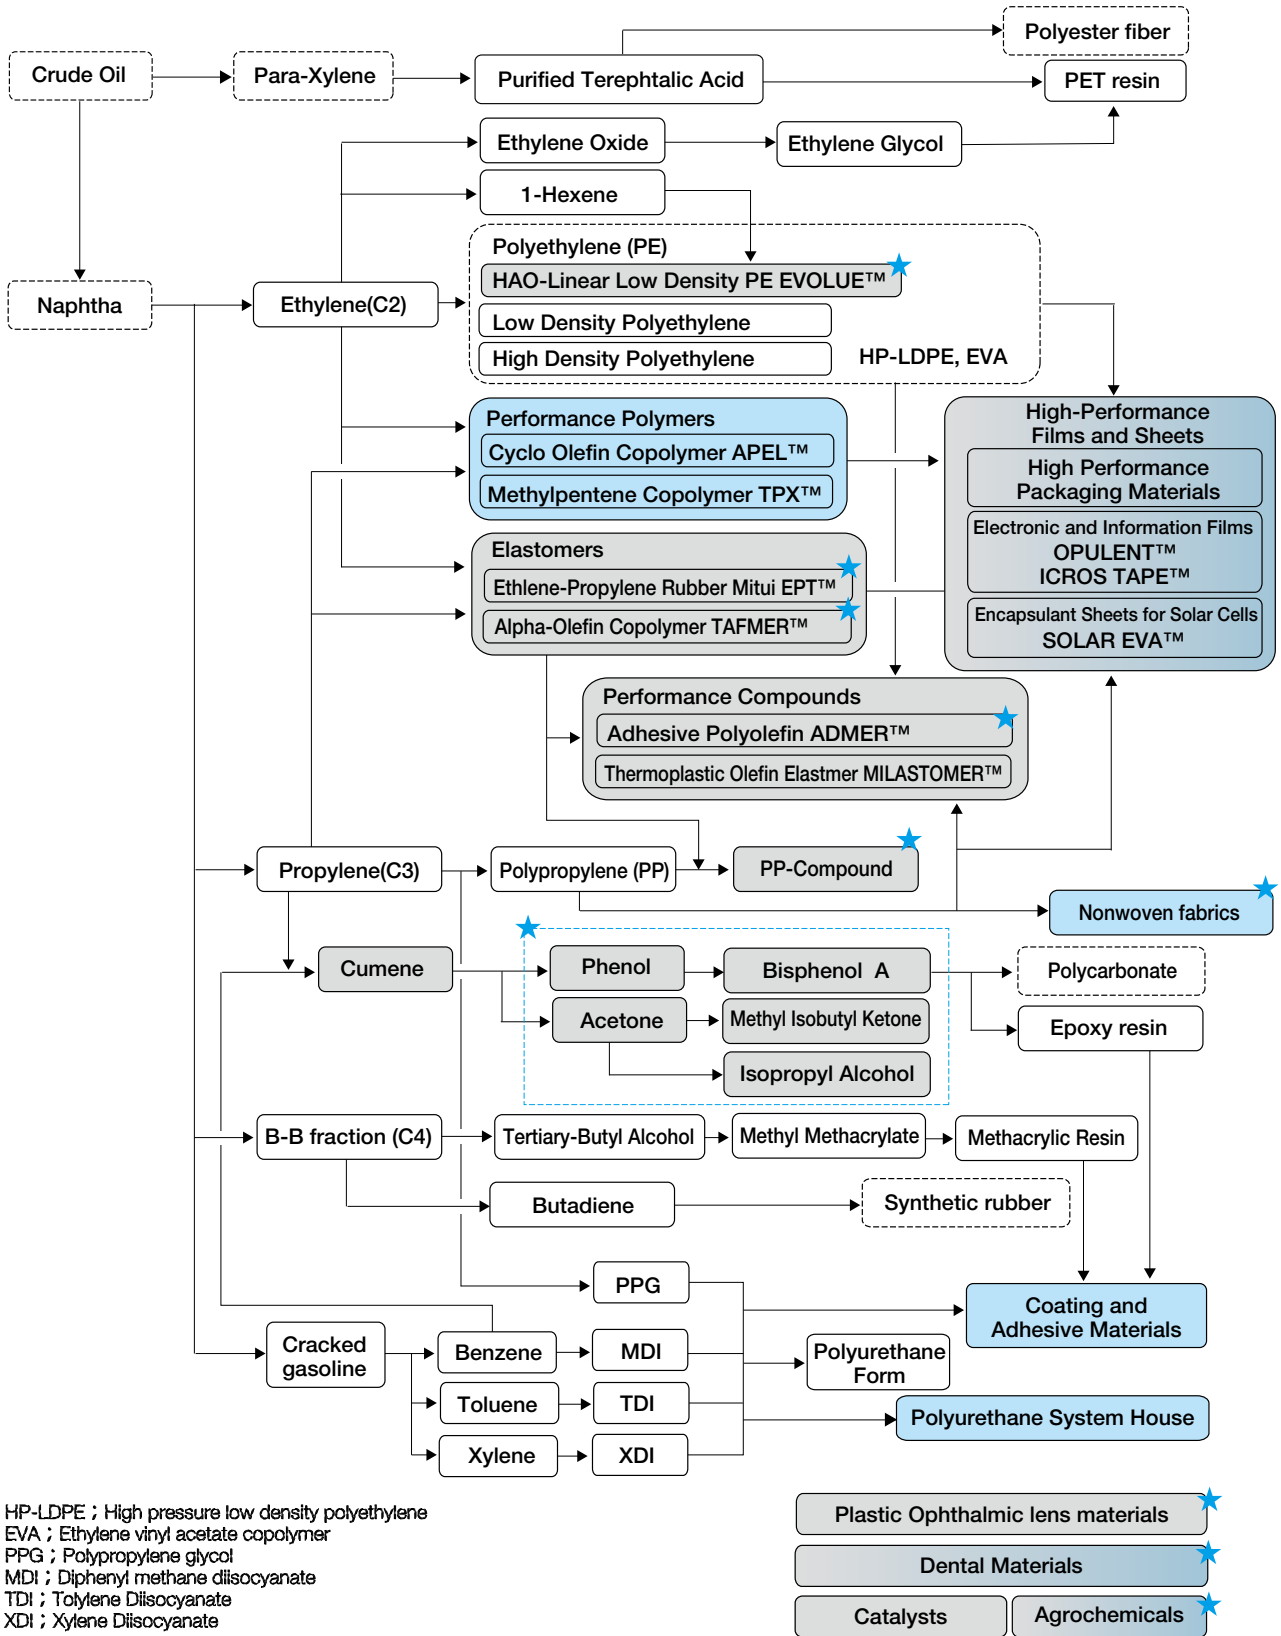 Polyester fiber
Crude Oil
Para-Xylene
Purified Terephtalic Acid
PET resin
Ethylene Oxide
Ethylene Glycol
1-Hexene
Polyethylene (PE)
HAO-Linear Low Density PE EVOLUE™
Naphtha
Ethylene(C2)
Low Density Polyethylene
High Density Polyethylene
HP-LDPE, EVA
Performance Polymers
Cyclo Olefin Copolymer APEL™
Methylpentene Copolymer TPX™
High-Performance
Films and Sheets
High Performance
Packaging Materials
Electronic and Information Films
OPULENT™
ICROS TAPE™
Encapsulant Sheets for Solar Cells
SOLAR EVA™
Elastomers
Ethlene-Propylene Rubber Mitui EPT™
Alpha-Olefin Copolymer TAFMER™
Performance Compounds
Adhesive Polyolefin ADMER™
Thermoplastic Olefin Elastmer MILASTOMER™
Propylene(C3)
Polypropylene (PP)
PP-Compound
Nonwoven fabrics
Cumene
Phenol
Bisphenol A
Polycarbonate
Acetone
Methyl Isobutyl Ketone
Epoxy resin
Isopropyl Alcohol
B-B fraction (C4)
Tertiary-Butyl Alcohol
Methyl Methacrylate
Methacrylic Resin
Butadiene
Synthetic rubber
PPG
Coating and
Adhesive Materials
Cracked
gasoline
Benzene
MDI
Polyurethane
Form
Toluene
TDI
Polyurethane System House
Xylene
XDI
HP-LDPE ; High pressure low density polyethylene
EVA ; Ethylene vinyl acetate copolymer
PPG ; Polypropylene glycol
MDI ; Diphenyl methane diisocyanate
TDI ; Tolylene Diisocyanate
XDI ; Xylene Diisocyanate
Plastic Ophthalmic lens materials
Dental Materials
Catalysts
Agrochemicals